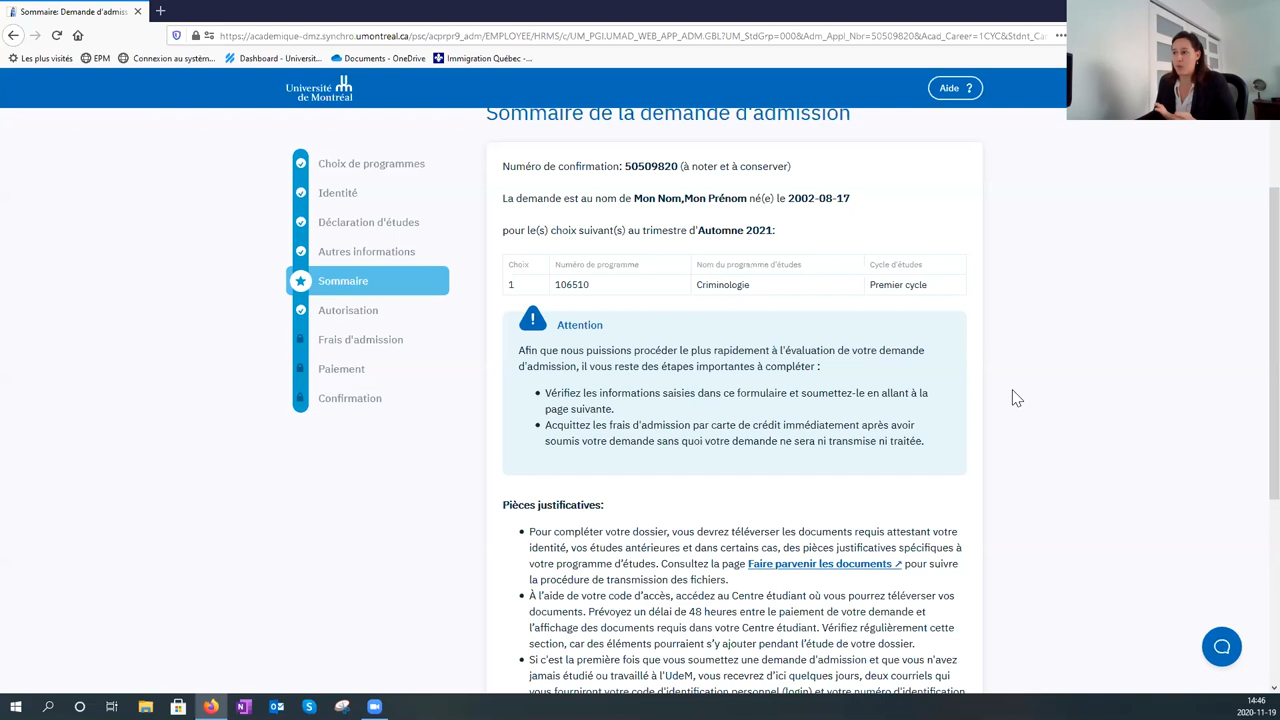 Sommaire: Demande d'admiss
https://academique-dmz.synchro.umontreal.ca/psc/acprpr9_adm/EMPLOYEE/HRMS/c/UM_PGI.UMAD_WEB_APP_ADM.GBL?UM_StdGrp=000&Adm_Appl_Nbr=50509820&Acad_Career=1CYC&Stdnt_Ca
Les plus visités EPM Connexion au systèm... Dashboard - Universit... Documents - OneDrive Immigration Québec -...
Université
de Montréal
Aide ?
Sommaire de la demande d'admission
Choix de programmes
Identité
Déclaration d'études
Autres informations
Sommaire
Autorisation
Frais d'admission
Paiement
Confirmation
Numéro de confirmation: 50509820 (à noter et à conserver)
La demande est au nom de Mon Nom,Mon Prénom né(e) le 2002-08-17
pour le(s) choix suivant(s) au trimestre d'Automne 2021:
Choix Numéro de programme Nom du programme d'études Cycle d'études
1 106510 Criminologie Premier cycle
! Attention
Afin que nous puissions procéder le plus rapidement à l'évaluation de votre demande
d'admission, il vous reste des étapes importantes à compléter :
• Vérifiez les informations saisies dans ce formulaire et soumettez-le en allant à la
page suivante.
• Acquittez les frais d'admission par carte de crédit immédiatement après avoir
soumis votre demande sans quoi votre demande ne sera ni transmise ni traitée.
Pièces justificatives:
• Pour compléter votre dossier, vous devrez téléverser les documents requis attestant votre
identité, vos études antérieures et dans certains cas, des pièces justificatives spécifiques à
votre programme d'études. Consultez la page Faire parvenir les documents ↗ pour suivre
la procédure de transmission des fichiers.
• À l'aide de votre code d'accès, accédez au Centre étudiant où vous pourrez téléverser vos
documents. Prévoyez un délai de 48 heures entre le paiement de votre demande et
l'affichage des documents requis dans votre Centre étudiant. Vérifiez régulièrement cette
section, car des éléments pourraient s'y ajouter pendant l'étude de votre dossier.
• Si c'est la première fois que vous soumettez une demande d'admission et que vous n'avez
jamais étudié ou travaillé à l'UdeM, vous recevrez d'ici quelques jours, deux courriels qui
vous fourniront votre code d'identification personnel (login) et votre numéro d'identification
14:46
2020-11-19